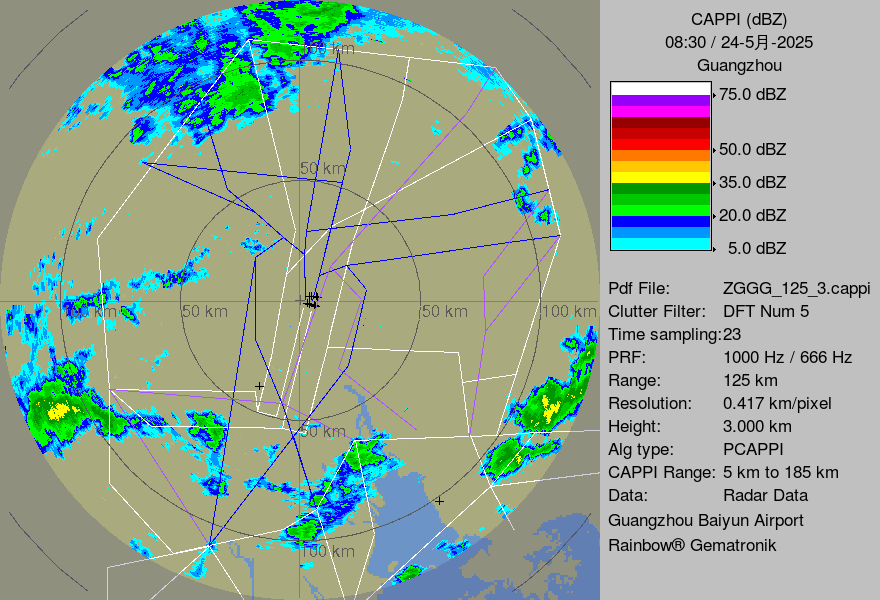 CAPPI (dBZ)
08:30 / 24-5月-2025
Guangzhou
75.0 dBZ
50.0 dBZ
35.0 dBZ
20.0 dBZ
5.0 dBZ
Pdf File: ZGGG_125_3.cappi
Clutter Filter: DFT Num 5
Time sampling:23
PRF: 1000 Hz / 666 Hz
Range: 125 km
Resolution: 0.417 km/pixel
Height: 3.000 km
Alg type: PCAPPI
CAPPI Range: 5 km to 185 km
Data: Radar Data
Guangzhou Baiyun Airport
Rainbow® Gematronik
100 km
50 km
100 km
50 km
50 km
100 km
50 km
100 km